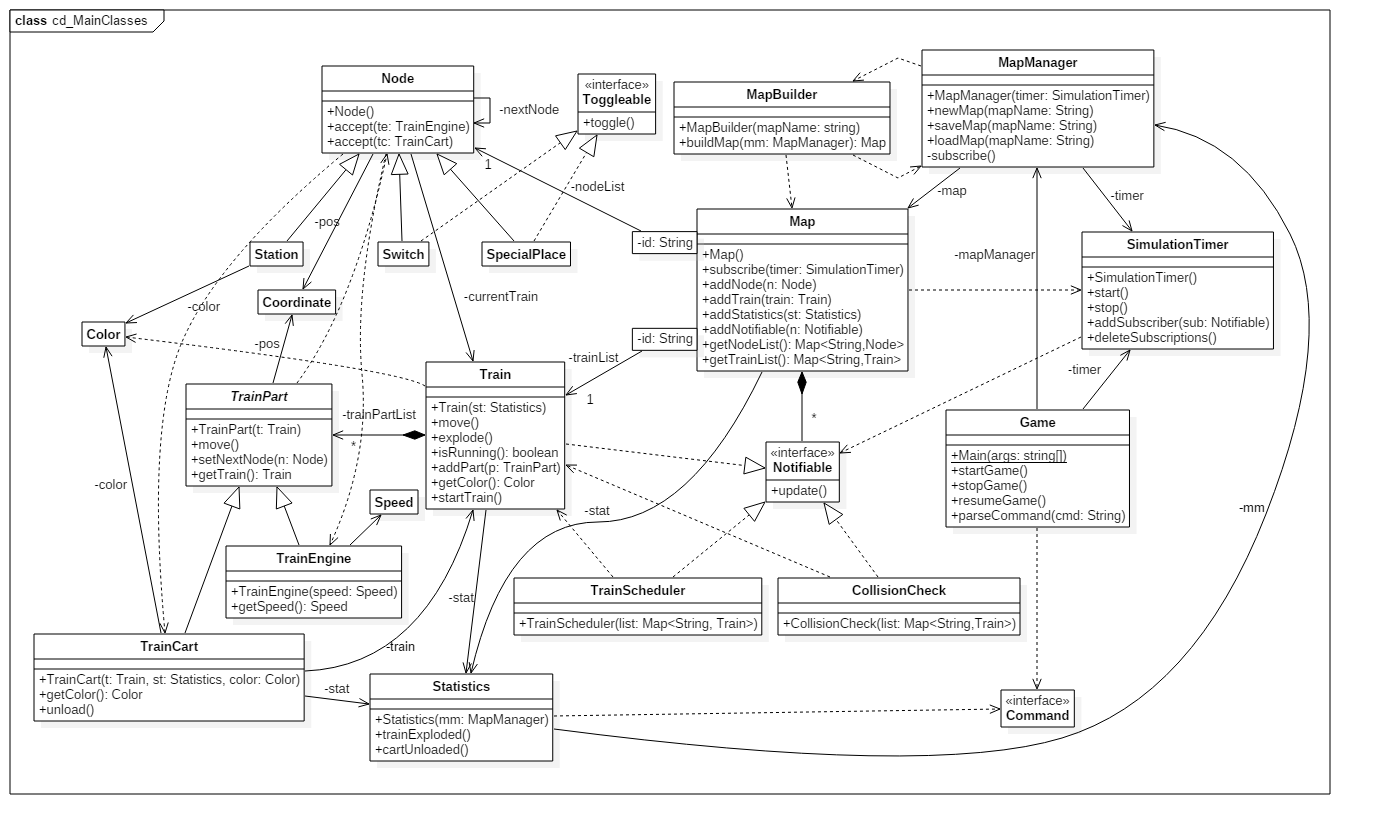 class cd_MainClasses
Node
+Node()
+accept(te: TrainEngine)
+accept(tc: TrainCart)
-nextNode
«interface»
Toggleable
+toggle()
MapBuilder
+MapBuilder(mapName: string)
+buildMap(mm: MapManager): Map
MapManager
+MapManager(timer: SimulationTimer)
+newMap(mapName: String)
+saveMap(mapName: String)
+loadMap(mapName: String)
-subscribe()
1
-nodeList
-map
-timer
-pos
Station
Switch
SpecialPlace
-id: String
Map
+Map()
+subscribe(timer: SimulationTimer)
+addNode(n: Node)
+addTrain(train: Train)
+addStatistics(st: Statistics)
+addNotifiable(n: Notifiable)
+getNodeList(): Map<String,Node>
+getTrainList(): Map<String,Train>
-mapManager
SimulationTimer
+SimulationTimer()
+start()
+stop()
+addSubscriber(sub: Notifiable)
+deleteSubscriptions()
-color
Coordinate
-currentTrain
Color
-pos
-id: String
-trainList
1
-timer
TrainPart
+TrainPart(t: Train)
+move()
+setNextNode(n: Node)
+getTrain(): Train
-trainPartList
*
Train
+Train(st: Statistics)
+move()
+explode()
+isRunning(): boolean
+addPart(p: TrainPart)
+getColor(): Color
+startTrain()
*
«interface»
Notifiable
+update()
Game
+Main(args: string[])
+startGame()
+stopGame()
+resumeGame()
+parseCommand(cmd: String)
-color
Speed
-stat
-mm
TrainEngine
+TrainEngine(speed: Speed)
+getSpeed(): Speed
-stat
TrainScheduler
+TrainScheduler(list: Map<String, Train>)
CollisionCheck
+CollisionCheck(list: Map<String,Train>)
TrainCart
+TrainCart(t: Train, st: Statistics, color: Color)
+getColor(): Color
+unload()
-train
-stat
Statistics
+Statistics(mm: MapManager)
+trainExploded()
+cartUnloaded()
«interface»
Command